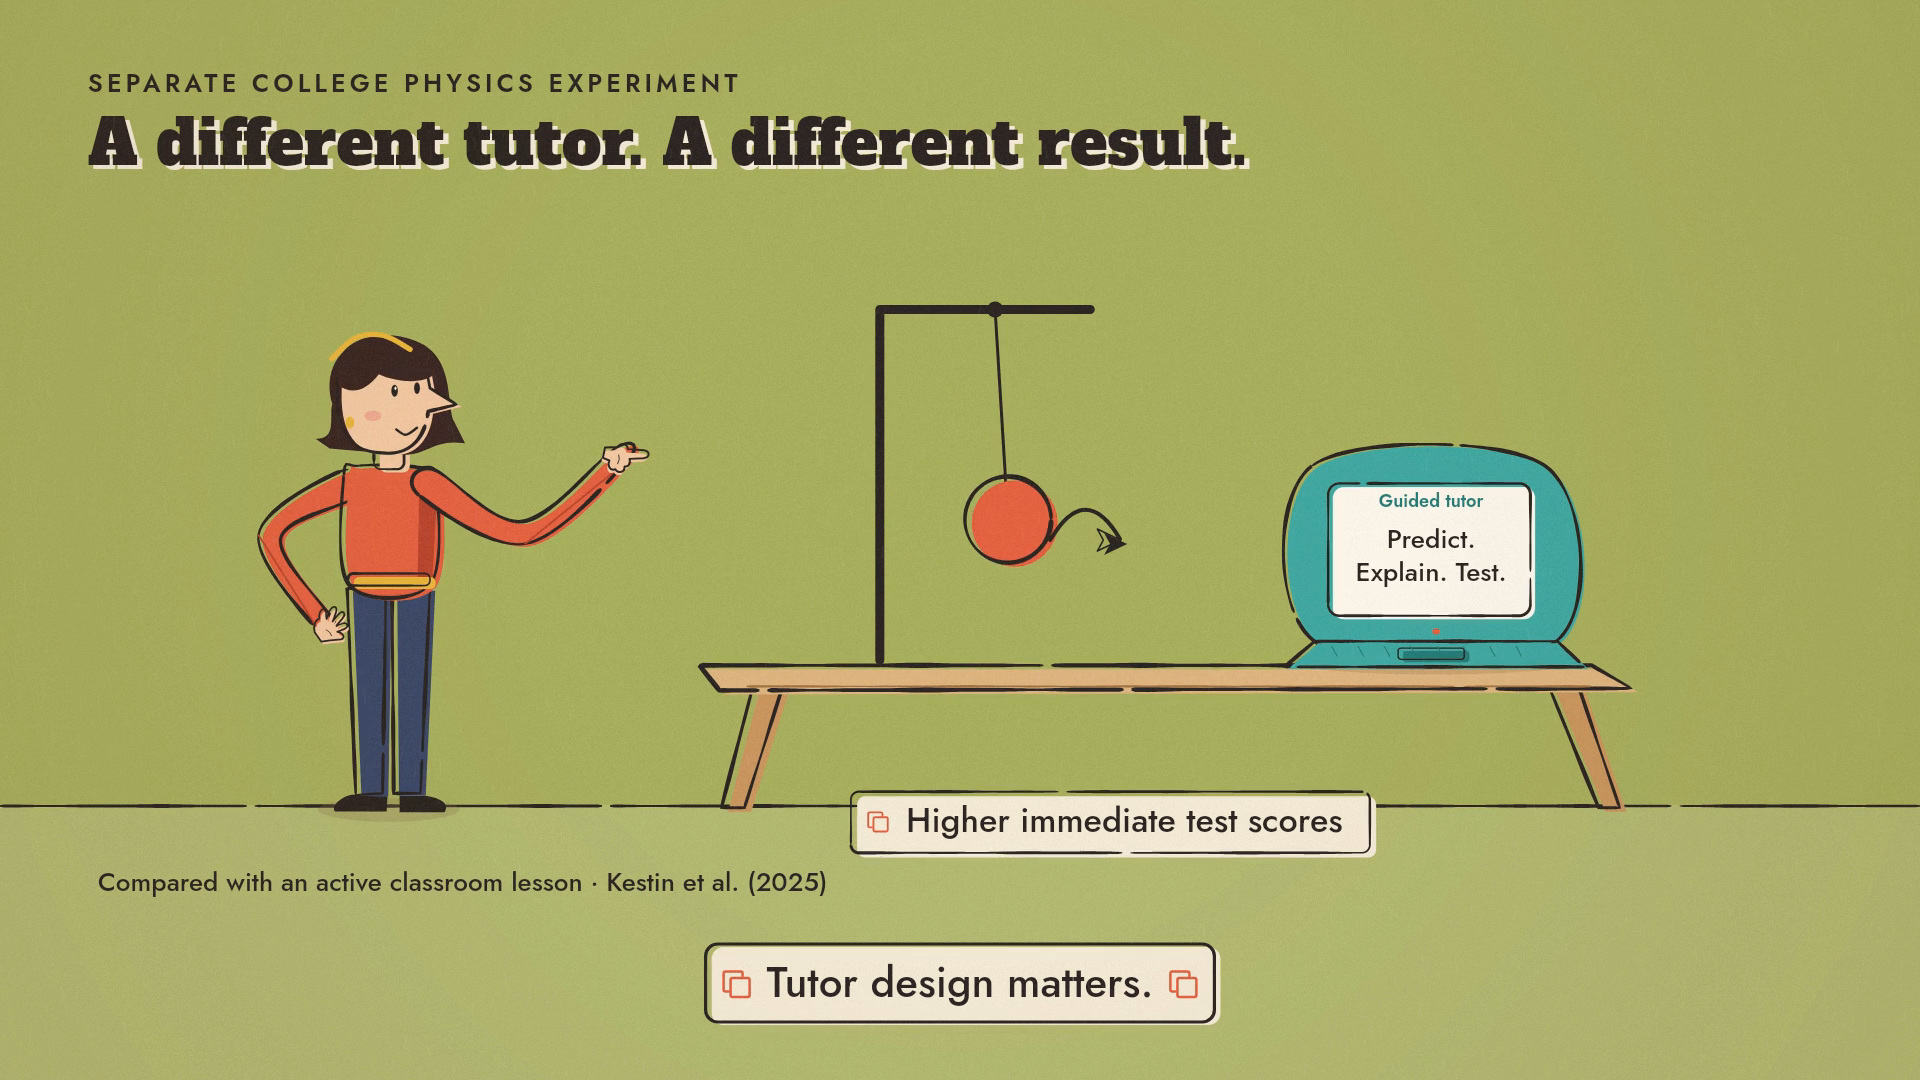 SEPARATE COLLEGE PHYSICS EXPERIMENT
A different tutor. A different result.
Guided tutor
Predict.
Explain. Test.
Higher immediate test scores
Compared with an active classroom lesson · Kestin et al. (2025)
Tutor design matters.